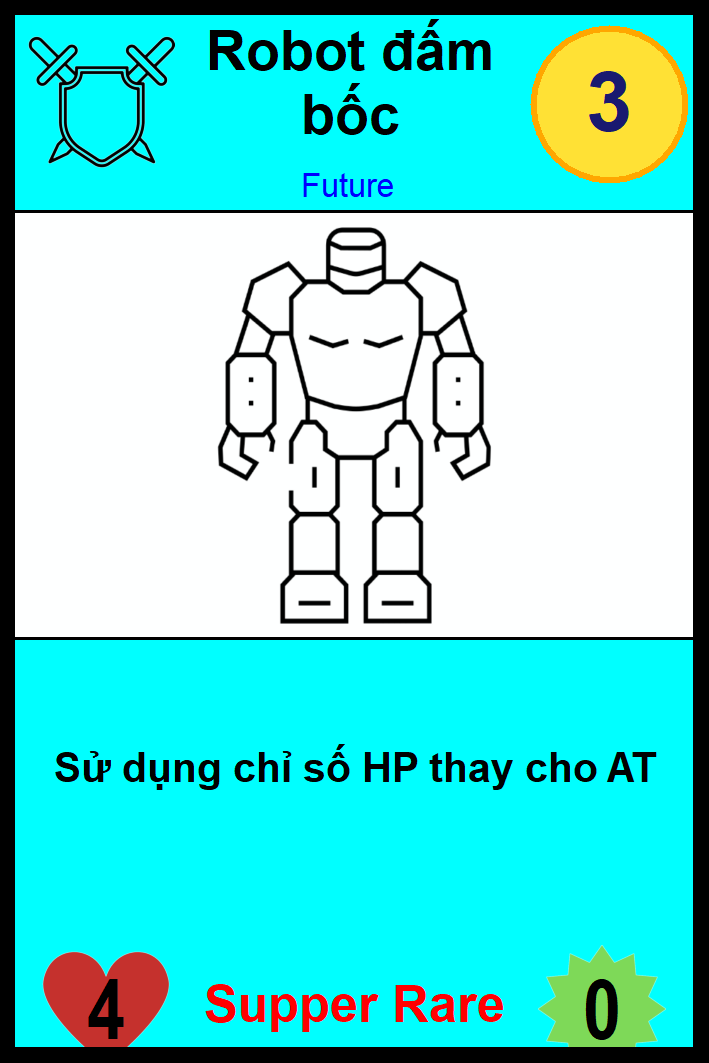 Robot đấm
bốc
3
Future
Sử dụng chỉ số HP thay cho AT
4
Supper Rare
0